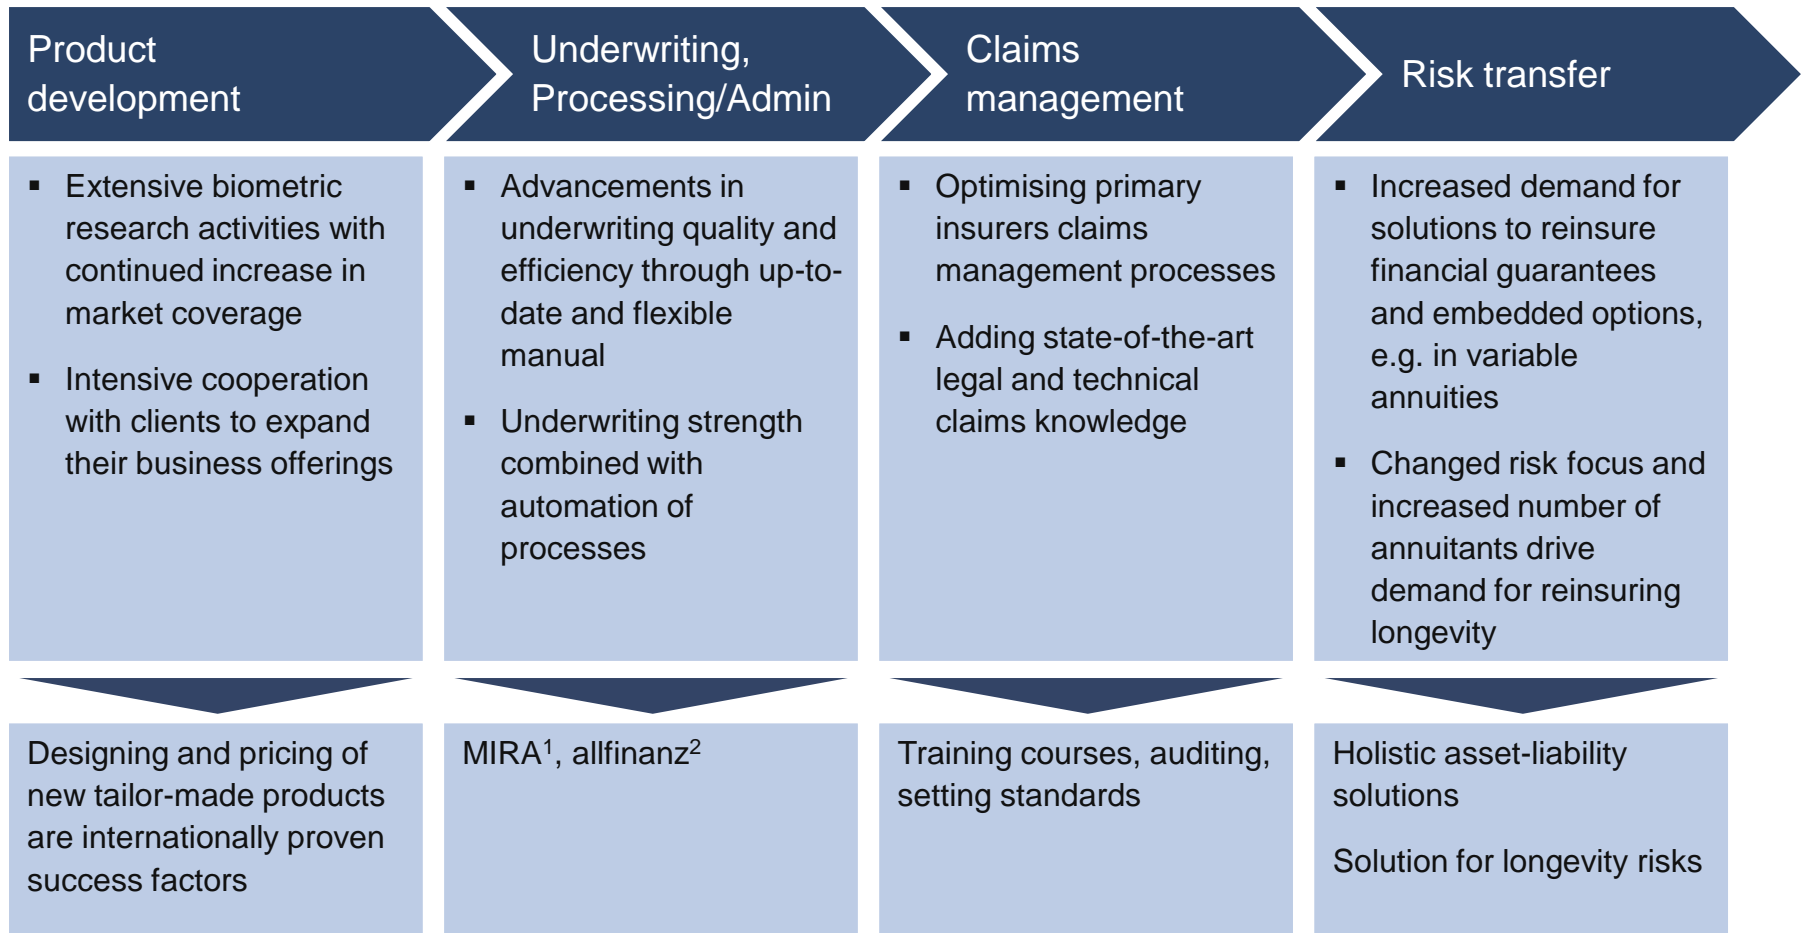 Product
development
Underwriting,
Processing/Admin
Claims
management
Risk transfer
▪ Extensive biometric
research activities with
continued increase in
market coverage
▪ Intensive cooperation
with clients to expand
their business offerings
▪ Advancements in
underwriting quality and
efficiency through up-to-
date and flexible
manual
▪ Underwriting strength
combined with
automation of
processes
▪ Optimising primary
insurers claims
management processes
▪ Adding state-of-the-art
legal and technical
claims knowledge
▪ Increased demand for
solutions to reinsure
financial guarantees
and embedded options,
e.g. in variable
annuities
▪ Changed risk focus and
increased number of
annuitants drive
demand for reinsuring
longevity
Designing and pricing of
new tailor-made products
are internationally proven
success factors
MIRA¹, allfinanz²
Training courses, auditing,
setting standards
Holistic asset-liability
solutions
Solution for longevity risks